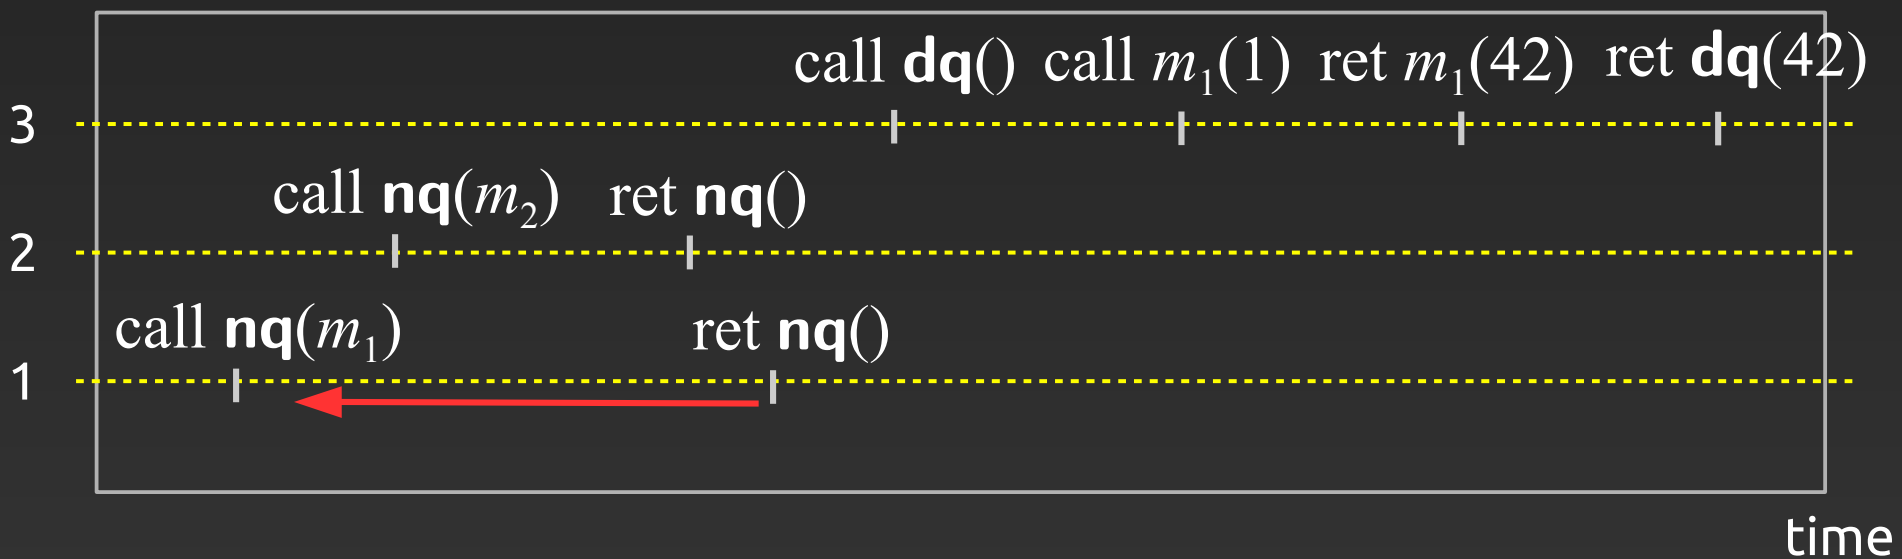 call dq() call m₁(1) ret m₁(42) ret dq(42)
3
call nq(m₂) ret nq()
2
call nq(m₁) ret nq()
1
time